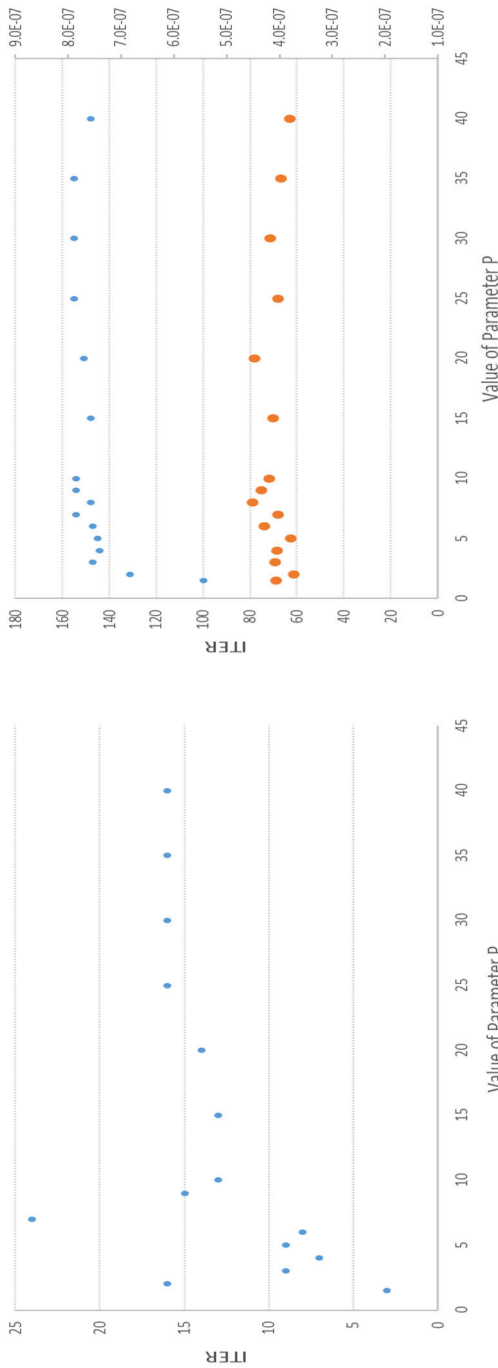 25
20
15
10
5
0
ITER
0 5 10 15 20 25 30 35 40 45
Value of Parameter P
180
160
140
120
100
80
60
40
20
0
ITER
9.0E-07
8.0E-07
7.0E-07
6.0E-07
5.0E-07
4.0E-07
3.0E-07
2.0E-07
1.0E-07
0 5 10 15 20 25 30 35 40 45
Value of Parameter P